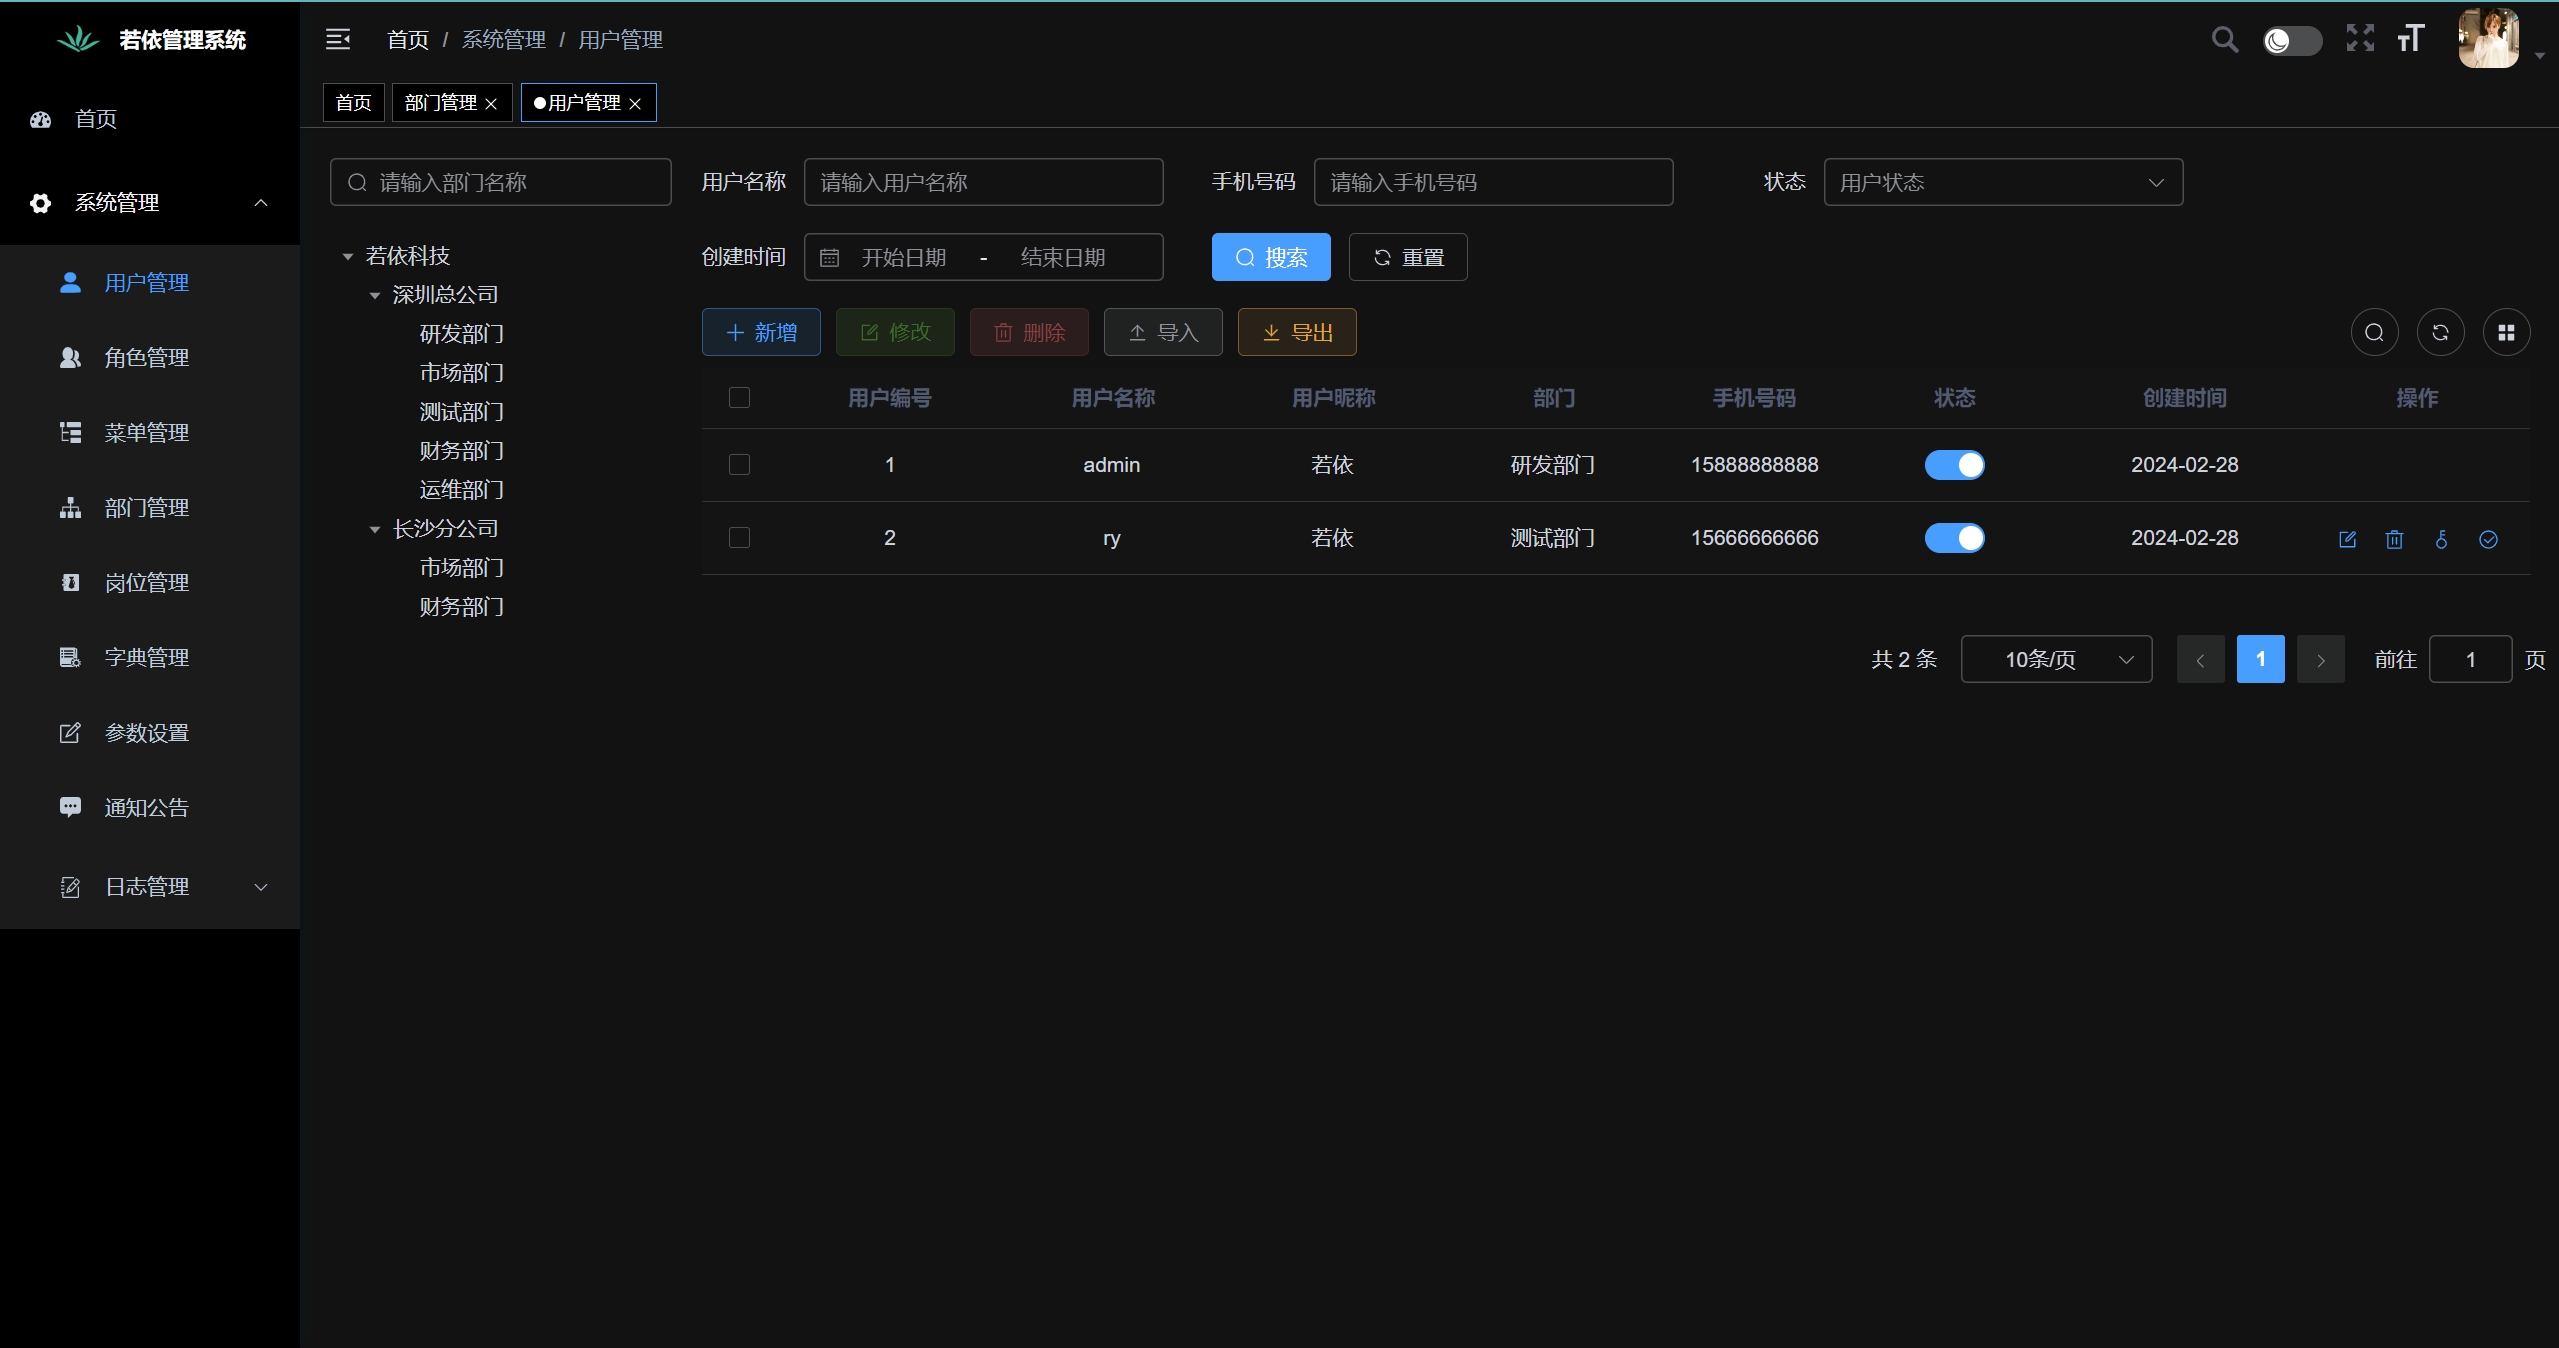 若依管理系统
首页
系统管理
用户管理
角色管理
菜单管理
部门管理
岗位管理
字典管理
参数设置
通知公告
日志管理
首页 / 系统管理 / 用户管理
首页 部门管理 用户管理
请输入部门名称
若依科技
深圳总公司
研发部门
市场部门
测试部门
财务部门
运维部门
长沙分公司
市场部门
财务部门
用户名称 请输入用户名称 手机号码 请输入手机号码 状态 用户状态
创建时间 开始日期 - 结束日期 搜索 重置
新增 修改 删除 导入 导出
用户编号 用户名称 用户昵称 部门 手机号码 状态 创建时间 操作
1 admin 若依 研发部门 15888888888 2024-02-28
2 ry 若依 测试部门 15666666666 2024-02-28
共 2 条 10条/页 1 前往 1 页